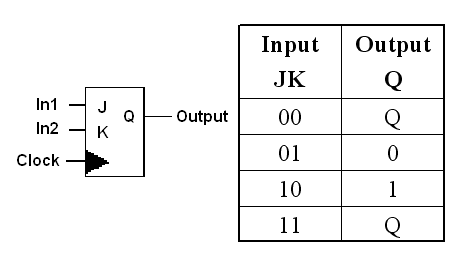 In1
In2
Clock
J
K
Q
Output
Input Output
JK Q
00 Q
01 0
10 1
11 Q